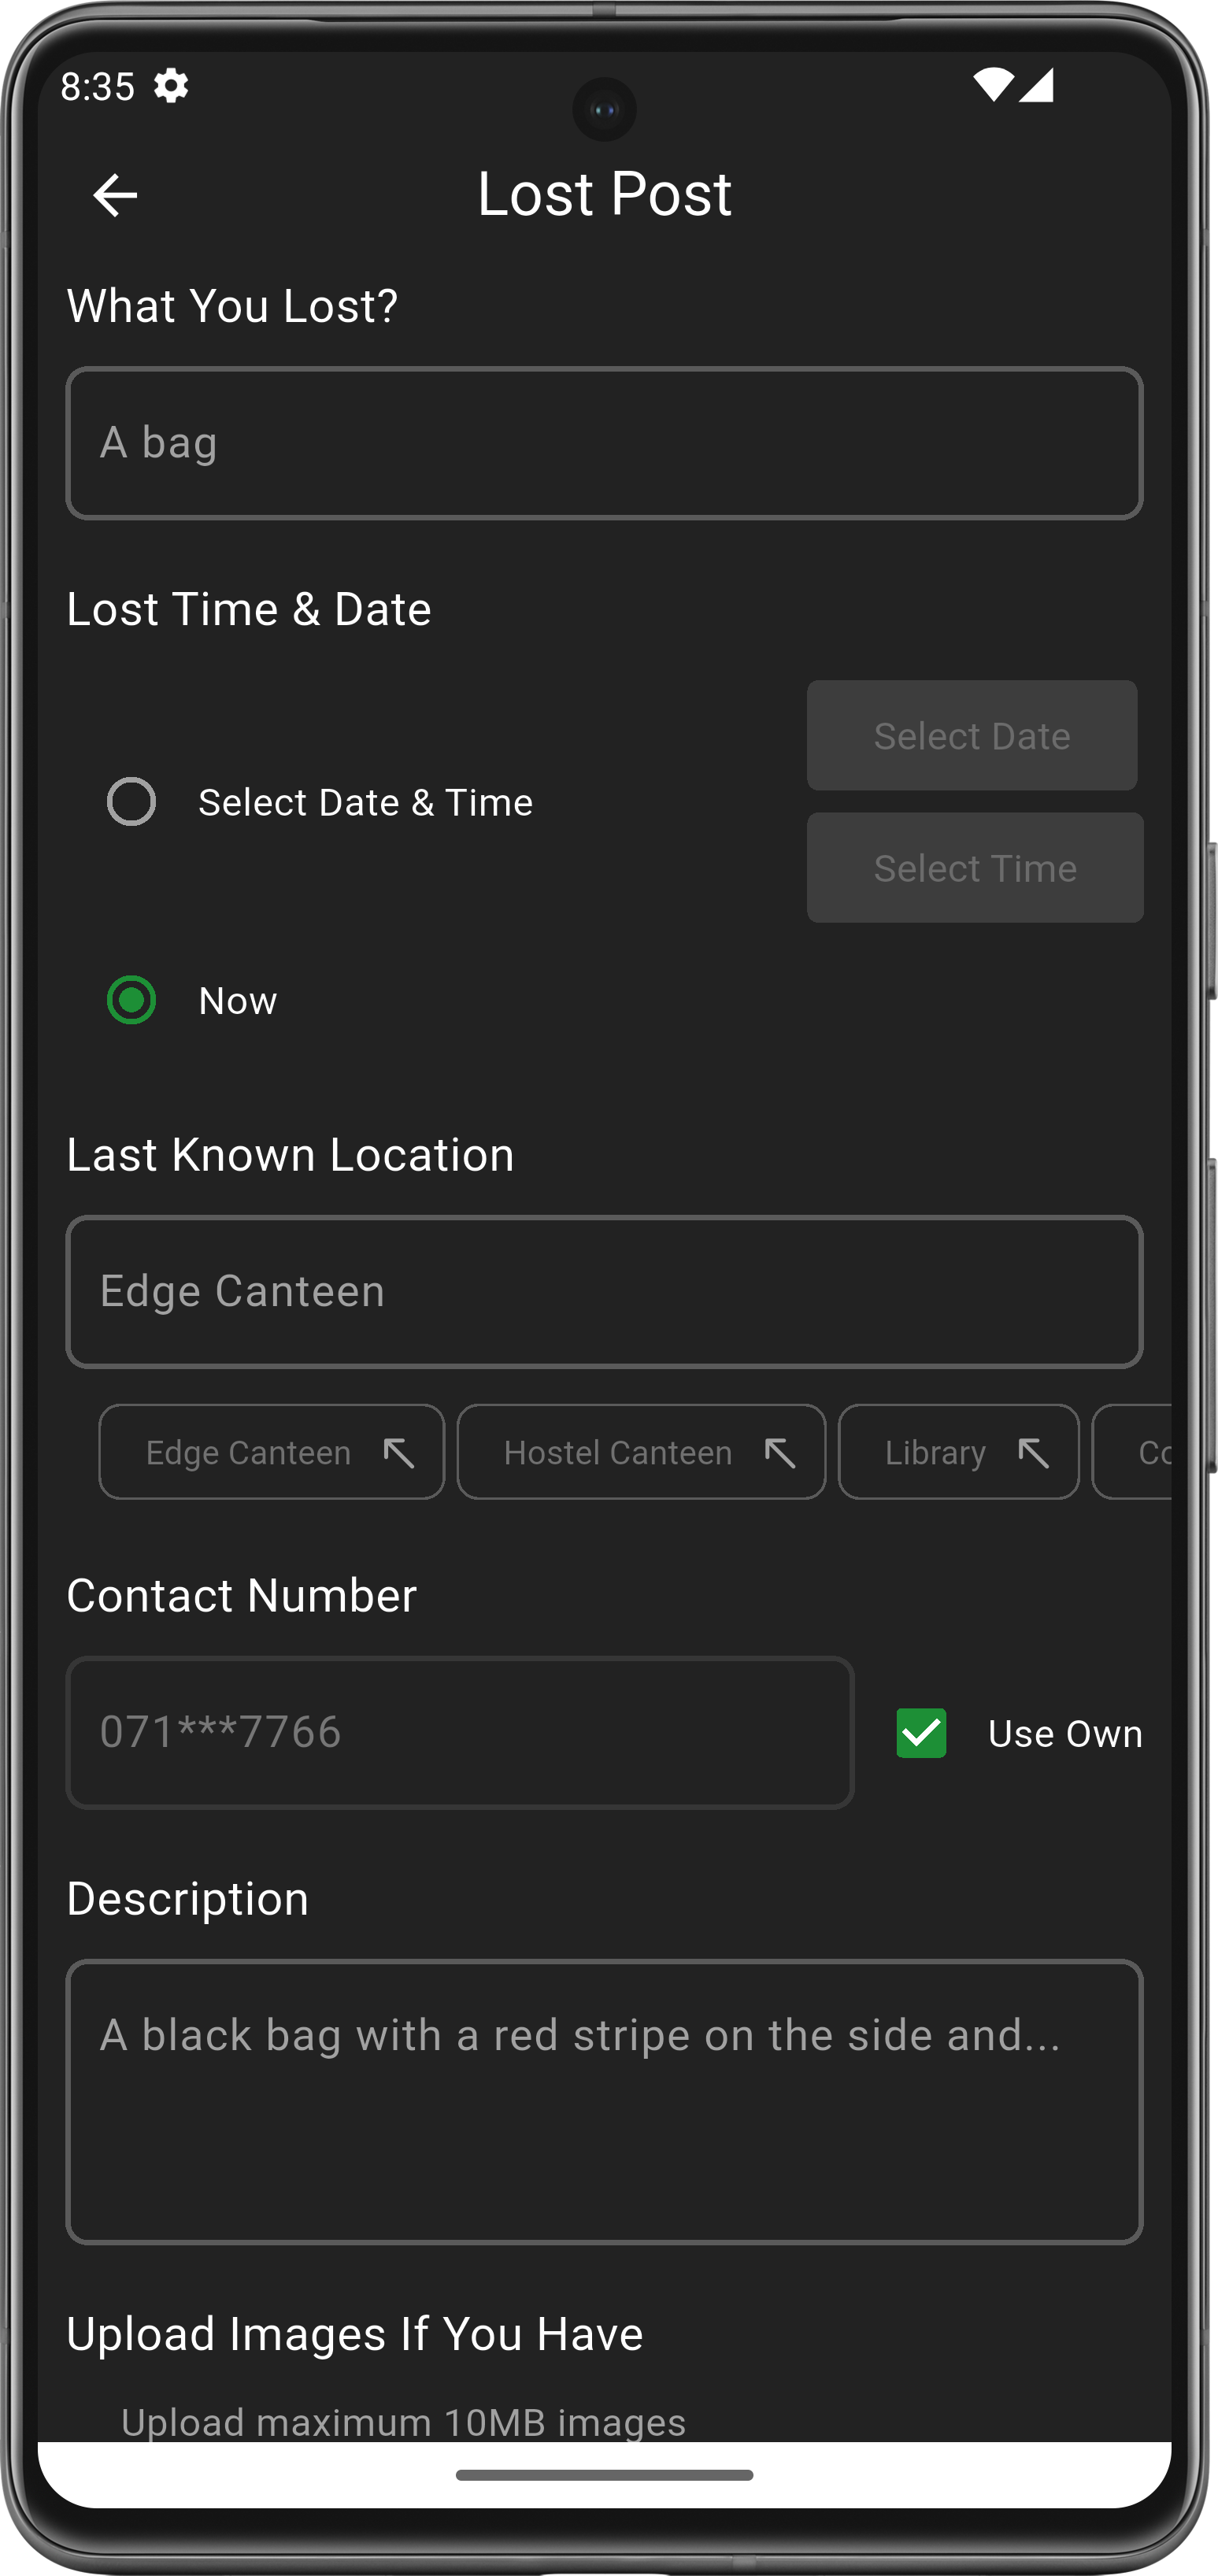 8:35
Lost Post
What You Lost?
A bag
Lost Time & Date
Select Date
Select Date & Time
Select Time
Now
Last Known Location
Edge Canteen
Edge Canteen Hostel Canteen Library Co
Contact Number
071***7766
Use Own
Description
A black bag with a red stripe on the side and...
Upload Images If You Have
Upload maximum 10MB images